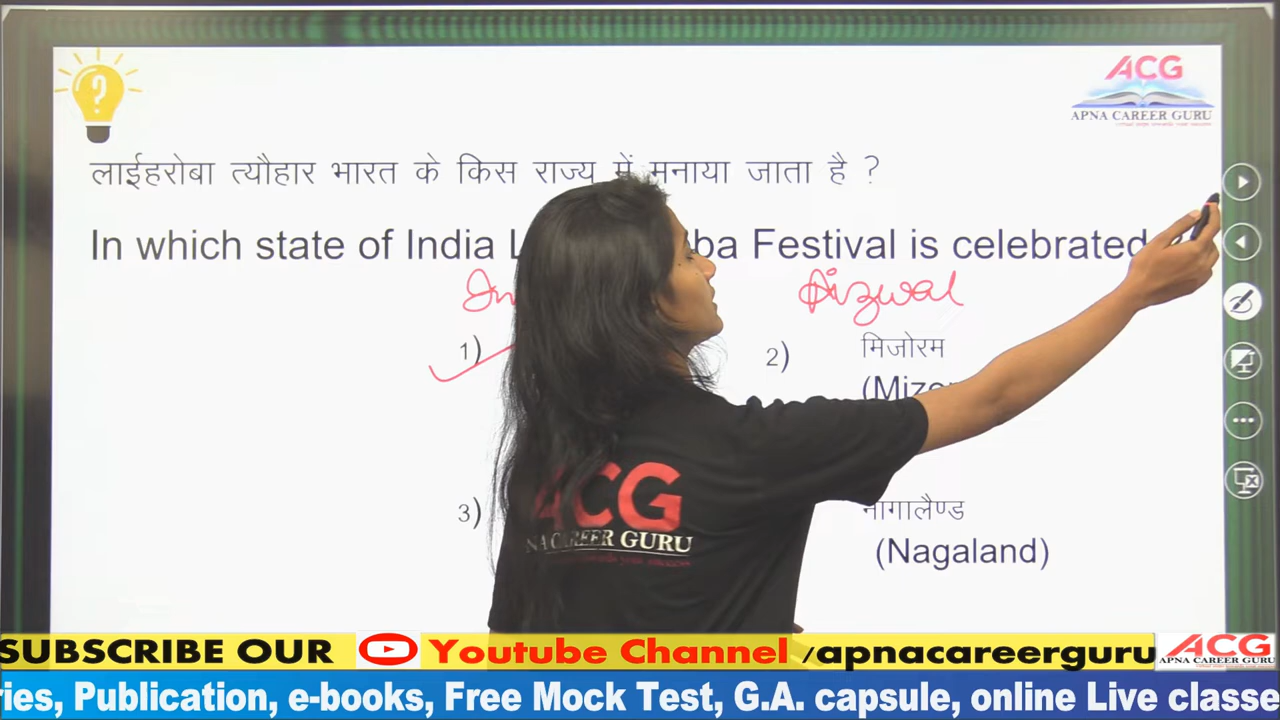 ACG
APNA CAREER GURU
लाईहरोबा त्यौहार भारत के किस राज्य में मनाया जाता है ?
In which state of India ba Festival is celebrated
Aizwal
1)
2) मिजोरम
3)
नागालैण्ड
(Nagaland)
ACG
CAREER GURU
SUBSCRIBE OUR Youtube Channel /apnacareerguru
ACG
APNA CAREER GURU
ries, Publication, e-books, Free Mock Test, G.A. capsule, online Live classe